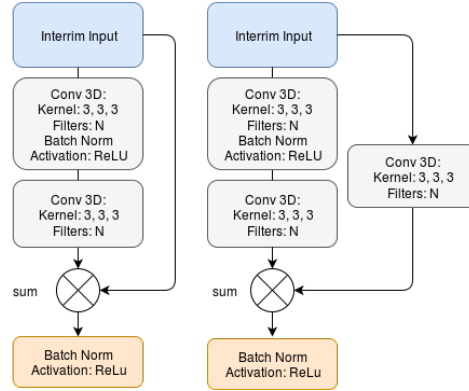 Interrim Input
Conv 3D:
Kernel: 3, 3, 3
Filters: N
Batch Norm
Activation: ReLU
Conv 3D:
Kernel: 3, 3, 3
Filters: N
sum
Batch Norm
Activation: ReLu
Interrim Input
Conv 3D:
Kernel: 3, 3, 3
Filters: N
Batch Norm
Activation: ReLU
Conv 3D:
Kernel: 3, 3, 3
Filters: N
Conv 3D:
Kernel: 3, 3, 3
Filters: N
sum
Batch Norm
Activation: ReLu